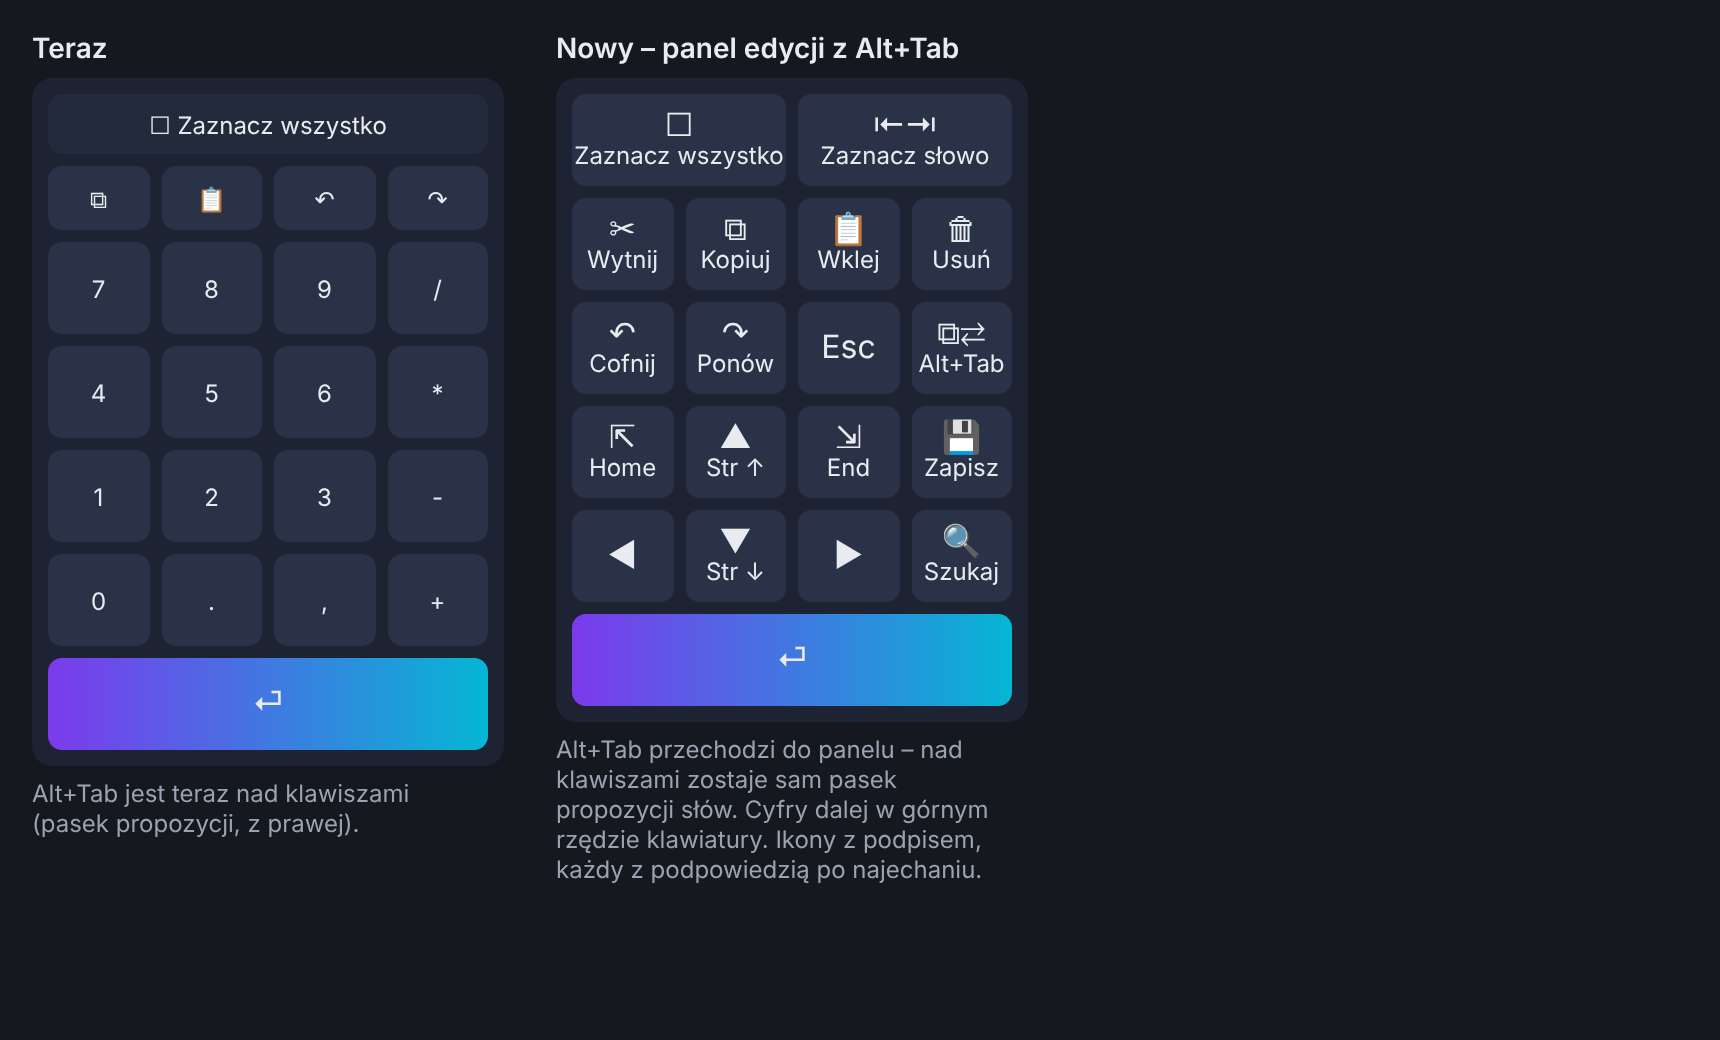 Teraz
☐ Zaznacz wszystko
⧉ 📋 ↶ ↷
7 8 9 /
4 5 6 *
1 2 3 -
0 . , +
↵
Alt+Tab jest teraz nad klawiszami
(pasek propozycji, z prawej).
Nowy – panel edycji z Alt+Tab
☐ ⇤⇥
Zaznacz wszystko Zaznacz słowo
✂ ⧉ 📋 🗑
Wytnij Kopiuj Wklej Usuń
↶ ↷ ⧉⇄
Cofnij Ponów Esc Alt+Tab
⇱ ▲ ⇲ 💾
Home Str ↑ End Zapisz
◀ ▼ ▶ 🔍
Str ↓ Szukaj
↵
Alt+Tab przechodzi do panelu – nad
klawiszami zostaje sam pasek
propozycji słów. Cyfry dalej w górnym
rzędzie klawiatury. Ikony z podpisem,
każdy z podpowiedzią po najechaniu.